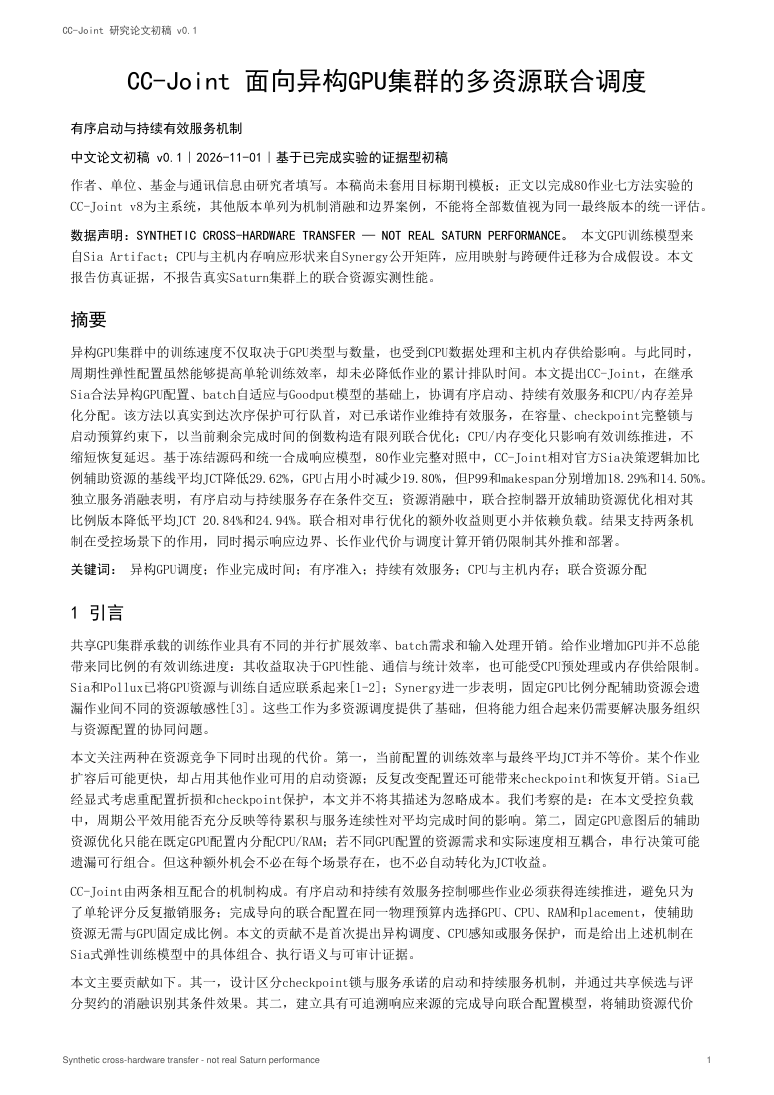 CC-Joint 研究论文初稿 v0.1
CC-Joint 面向异构GPU集群的多资源联合调度
有序启动与持续有效服务机制
中文论文初稿 v0.1｜2026-11-01｜基于已完成实验的证据型初稿
作者、单位、基金与通讯信息由研究者填写。本稿尚未套用目标期刊模板；正文以完成80作业七方法实验的
CC-Joint v8为主系统，其他版本单列为机制消融和边界案例，不能将全部数值视为同一最终版本的统一评估。
数据声明：SYNTHETIC CROSS-HARDWARE TRANSFER — NOT REAL SATURN PERFORMANCE。 本文GPU训练模型来
自Sia Artifact；CPU与主机内存响应形状来自Synergy公开矩阵，应用映射与跨硬件迁移为合成假设。本文
报告仿真证据，不报告真实Saturn集群上的联合资源实测性能。
摘要
异构GPU集群中的训练速度不仅取决于GPU类型与数量，也受到CPU数据处理和主机内存供给影响。与此同时，
周期性弹性配置虽然能够提高单轮训练效率，却未必降低作业的累计排队时间。本文提出CC-Joint，在继承
Sia合法异构GPU配置、batch自适应与Goodput模型的基础上，协调有序启动、持续有效服务和CPU/内存差异
化分配。该方法以真实到达次序保护可行队首，对已承诺作业维持有效服务，在容量、checkpoint完整锁与
启动预算约束下，以当前剩余完成时间的倒数构造有限列联合优化；CPU/内存变化只影响有效训练推进，不
缩短恢复延迟。基于冻结源码和统一合成响应模型，80作业完整对照中，CC-Joint相对官方Sia决策逻辑加比
例辅助资源的基线平均JCT降低29.62%，GPU占用小时减少19.80%，但P99和makespan分别增加18.29%和14.50%。
独立服务消融表明，有序启动与持续服务存在条件交互；资源消融中，联合控制器开放辅助资源优化相对其
比例版本降低平均JCT 20.84%和24.94%。联合相对串行优化的额外收益则更小并依赖负载。结果支持两条机
制在受控场景下的作用，同时揭示响应边界、长作业代价与调度计算开销仍限制其外推和部署。
关键词： 异构GPU调度；作业完成时间；有序准入；持续有效服务；CPU与主机内存；联合资源分配
1 引言
共享GPU集群承载的训练作业具有不同的并行扩展效率、batch需求和输入处理开销。给作业增加GPU并不总能
带来同比例的有效训练进度：其收益取决于GPU性能、通信与统计效率，也可能受CPU预处理或内存供给限制。
Sia和Pollux已将GPU资源与训练自适应联系起来[1-2]；Synergy进一步表明，固定GPU比例分配辅助资源会遗
漏作业间不同的资源敏感性[3]。这些工作为多资源调度提供了基础，但将能力组合起来仍需要解决服务组织
与资源配置的协同问题。
本文关注两种在资源竞争下同时出现的代价。第一，当前配置的训练效率与最终平均JCT并不等价。某个作业
扩容后可能更快，却占用其他作业可用的启动资源；反复改变配置还可能带来checkpoint和恢复开销。Sia已
经显式考虑重配置折损和checkpoint保护，本文并不将其描述为忽略成本。我们考察的是：在本文受控负载
中，周期公平效用能否充分反映等待累积与服务连续性对平均完成时间的影响。第二，固定GPU意图后的辅助
资源优化只能在既定GPU配置内分配CPU/RAM；若不同GPU配置的资源需求和实际速度相互耦合，串行决策可能
遗漏可行组合。但这种额外机会不必在每个场景存在，也不必自动转化为JCT收益。
CC-Joint由两条相互配合的机制构成。有序启动和持续有效服务控制哪些作业必须获得连续推进，避免只为
了单轮评分反复撤销服务；完成导向的联合配置在同一物理预算内选择GPU、CPU、RAM和placement，使辅助
资源无需与GPU固定成比例。本文的贡献不是首次提出异构调度、CPU感知或服务保护，而是给出上述机制在
Sia式弹性训练模型中的具体组合、执行语义与可审计证据。
本文主要贡献如下。其一，设计区分checkpoint锁与服务承诺的启动和持续服务机制，并通过共享候选与评
分契约的消融识别其条件效果。其二，建立具有可追溯响应来源的完成导向联合配置模型，将辅助资源代价
Synthetic cross-hardware transfer - not real Saturn performance
1